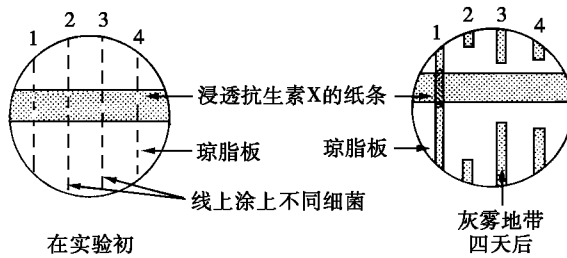 1 2 3 4
浸透抗生素X的纸条
琼脂板
线上涂上不同细菌
在实验初
1 2 3 4
琼脂板
灰雾地带
四天后